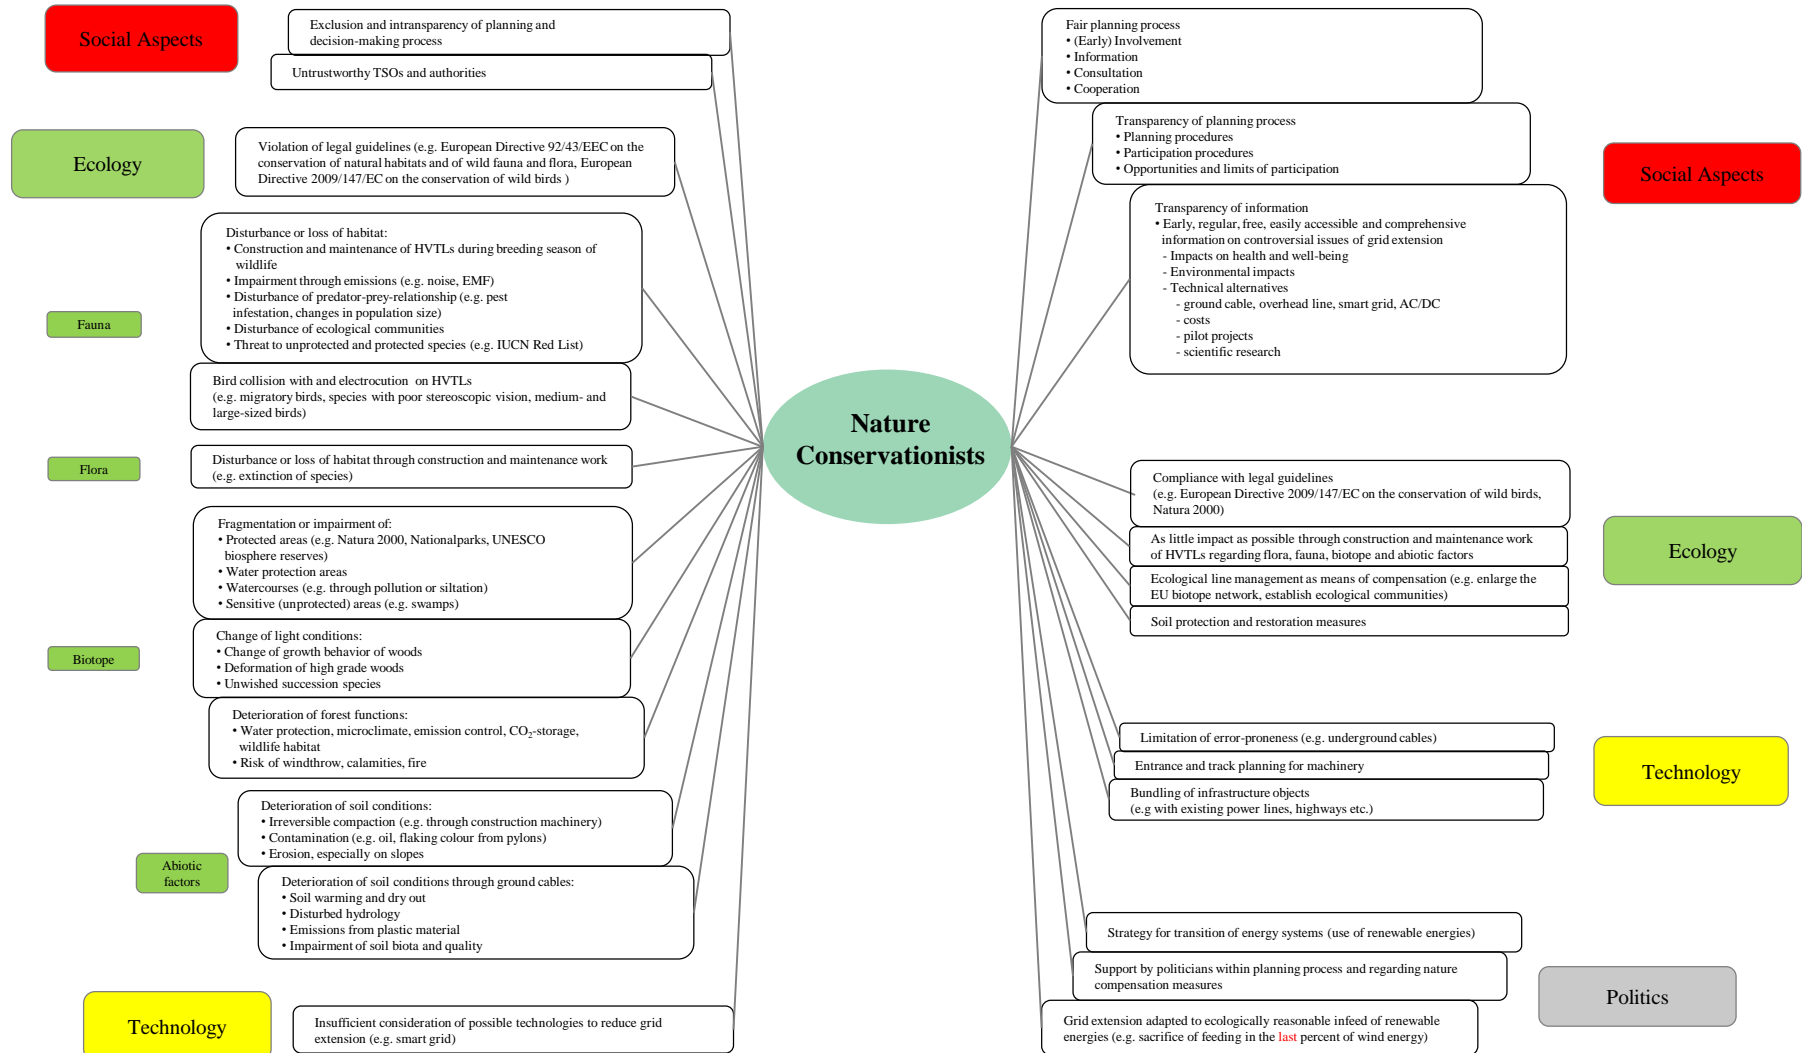 Social Aspects
Exclusion and intransparency of planning and
decision-making process
Untrustworthy TSOs and authorities
Ecology
Violation of legal guidelines (e.g. European Directive 92/43/EEC on the
conservation of natural habitats and of wild fauna and flora, European
Directive 2009/147/EC on the conservation of wild birds )
Fauna
Disturbance or loss of habitat:
• Construction and maintenance of HVTLs during breeding season of
wildlife
• Impairment through emissions (e.g. noise, EMF)
• Disturbance of predator-prey-relationship (e.g. pest
infestation, changes in population size)
• Disturbance of ecological communities
• Threat to unprotected and protected species (e.g. IUCN Red List)
Bird collision with and electrocution on HVTLs
(e.g. migratory birds, species with poor stereoscopic vision, medium- and
large-sized birds)
Flora
Disturbance or loss of habitat through construction and maintenance work
(e.g. extinction of species)
Fragmentation or impairment of:
• Protected areas (e.g. Natura 2000, Nationalparks, UNESCO
biosphere reserves)
• Water protection areas
• Watercourses (e.g. through pollution or siltation)
• Sensitive (unprotected) areas (e.g. swamps)
Biotope
Change of light conditions:
• Change of growth behavior of woods
• Deformation of high grade woods
• Unwished succession species
Deterioration of forest functions:
• Water protection, microclimate, emission control, CO₂-storage,
wildlife habitat
• Risk of windthrow, calamities, fire
Abiotic
factors
Deterioration of soil conditions:
• Irreversible compaction (e.g. through construction machinery)
• Contamination (e.g. oil, flaking colour from pylons)
• Erosion, especially on slopes
Deterioration of soil conditions through ground cables:
• Soil warming and dry out
• Disturbed hydrology
• Emissions from plastic material
• Impairment of soil biota and quality
Technology
Insufficient consideration of possible technologies to reduce grid
extension (e.g. smart grid)
Nature
Conservationists
Fair planning process
• (Early) Involvement
• Information
• Consultation
• Cooperation
Transparency of planning process
• Planning procedures
• Participation procedures
• Opportunities and limits of participation
Social Aspects
Transparency of information
• Early, regular, free, easily accessible and comprehensive
information on controversial issues of grid extension
- Impacts on health and well-being
- Environmental impacts
- Technical alternatives
- ground cable, overhead line, smart grid, AC/DC
- costs
- pilot projects
- scientific research
Compliance with legal guidelines
(e.g. European Directive 2009/147/EC on the conservation of wild birds,
Natura 2000)
As little impact as possible through construction and maintenance work
of HVTLs regarding flora, fauna, biotope and abiotic factors
Ecology
Ecological line management as means of compensation (e.g. enlarge the
EU biotope network, establish ecological communities)
Soil protection and restoration measures
Limitation of error-proneness (e.g. underground cables)
Entrance and track planning for machinery
Technology
Bundling of infrastructure objects
(e.g with existing power lines, highways etc.)
Strategy for transition of energy systems (use of renewable energies)
Support by politicians within planning process and regarding nature
compensation measures
Politics
Grid extension adapted to ecologically reasonable infeed of renewable
energies (e.g. sacrifice of feeding in the last percent of wind energy)